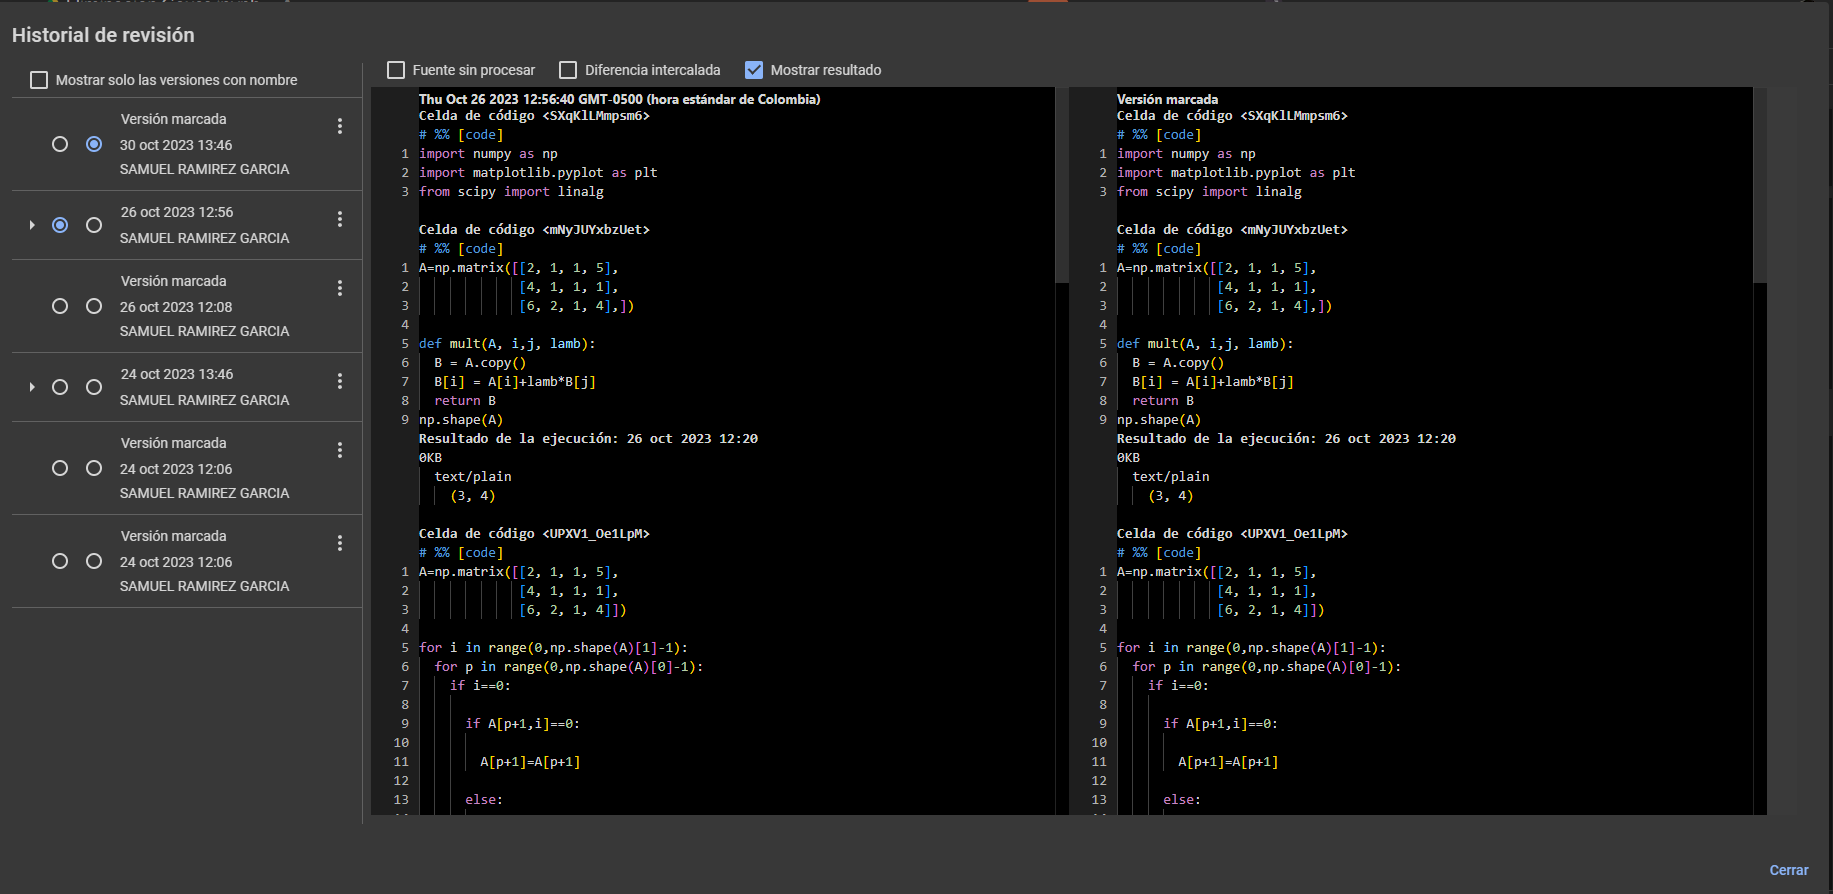 Historial de revisión
Mostrar solo las versiones con nombre
Versión marcada
30 oct 2023 13:46
SAMUEL RAMIREZ GARCIA
26 oct 2023 12:56
SAMUEL RAMIREZ GARCIA
Versión marcada
26 oct 2023 12:08
SAMUEL RAMIREZ GARCIA
24 oct 2023 13:46
SAMUEL RAMIREZ GARCIA
Versión marcada
24 oct 2023 12:06
SAMUEL RAMIREZ GARCIA
Versión marcada
24 oct 2023 12:06
SAMUEL RAMIREZ GARCIA
Fuente sin procesar Diferencia intercalada Mostrar resultado
Thu Oct 26 2023 12:56:40 GMT-0500 (hora estándar de Colombia)
Celda de código <SXqKlLMmpsm6>
# %% [code]
1 import numpy as np
2 import matplotlib.pyplot as plt
3 from scipy import linalg
Celda de código <mNyJUYxbzUet>
# %% [code]
1 A=np.matrix([[2, 1, 1, 5],
2 [4, 1, 1, 1],
3 [6, 2, 1, 4],])
4
5 def mult(A, i,j, lamb):
6 B = A.copy()
7 B[i] = A[i]+lamb*B[j]
8 return B
9 np.shape(A)
Resultado de la ejecución: 26 oct 2023 12:20
0KB
text/plain
(3, 4)
Celda de código <UPXV1_Oe1LpM>
# %% [code]
1 A=np.matrix([[2, 1, 1, 5],
2 [4, 1, 1, 1],
3 [6, 2, 1, 4]])
4
5 for i in range(0,np.shape(A)[1]-1):
6 for p in range(0,np.shape(A)[0]-1):
7 if i==0:
8
9 if A[p+1,i]==0:
10
11 A[p+1]=A[p+1]
12
13 else:
Versión marcada
Celda de código <SXqKlLMmpsm6>
# %% [code]
1 import numpy as np
2 import matplotlib.pyplot as plt
3 from scipy import linalg
Celda de código <mNyJUYxbzUet>
# %% [code]
1 A=np.matrix([[2, 1, 1, 5],
2 [4, 1, 1, 1],
3 [6, 2, 1, 4],])
4
5 def mult(A, i,j, lamb):
6 B = A.copy()
7 B[i] = A[i]+lamb*B[j]
8 return B
9 np.shape(A)
Resultado de la ejecución: 26 oct 2023 12:20
0KB
text/plain
(3, 4)
Celda de código <UPXV1_Oe1LpM>
# %% [code]
1 A=np.matrix([[2, 1, 1, 5],
2 [4, 1, 1, 1],
3 [6, 2, 1, 4]])
4
5 for i in range(0,np.shape(A)[1]-1):
6 for p in range(0,np.shape(A)[0]-1):
7 if i==0:
8
9 if A[p+1,i]==0:
10
11 A[p+1]=A[p+1]
12
13 else:
Cerrar